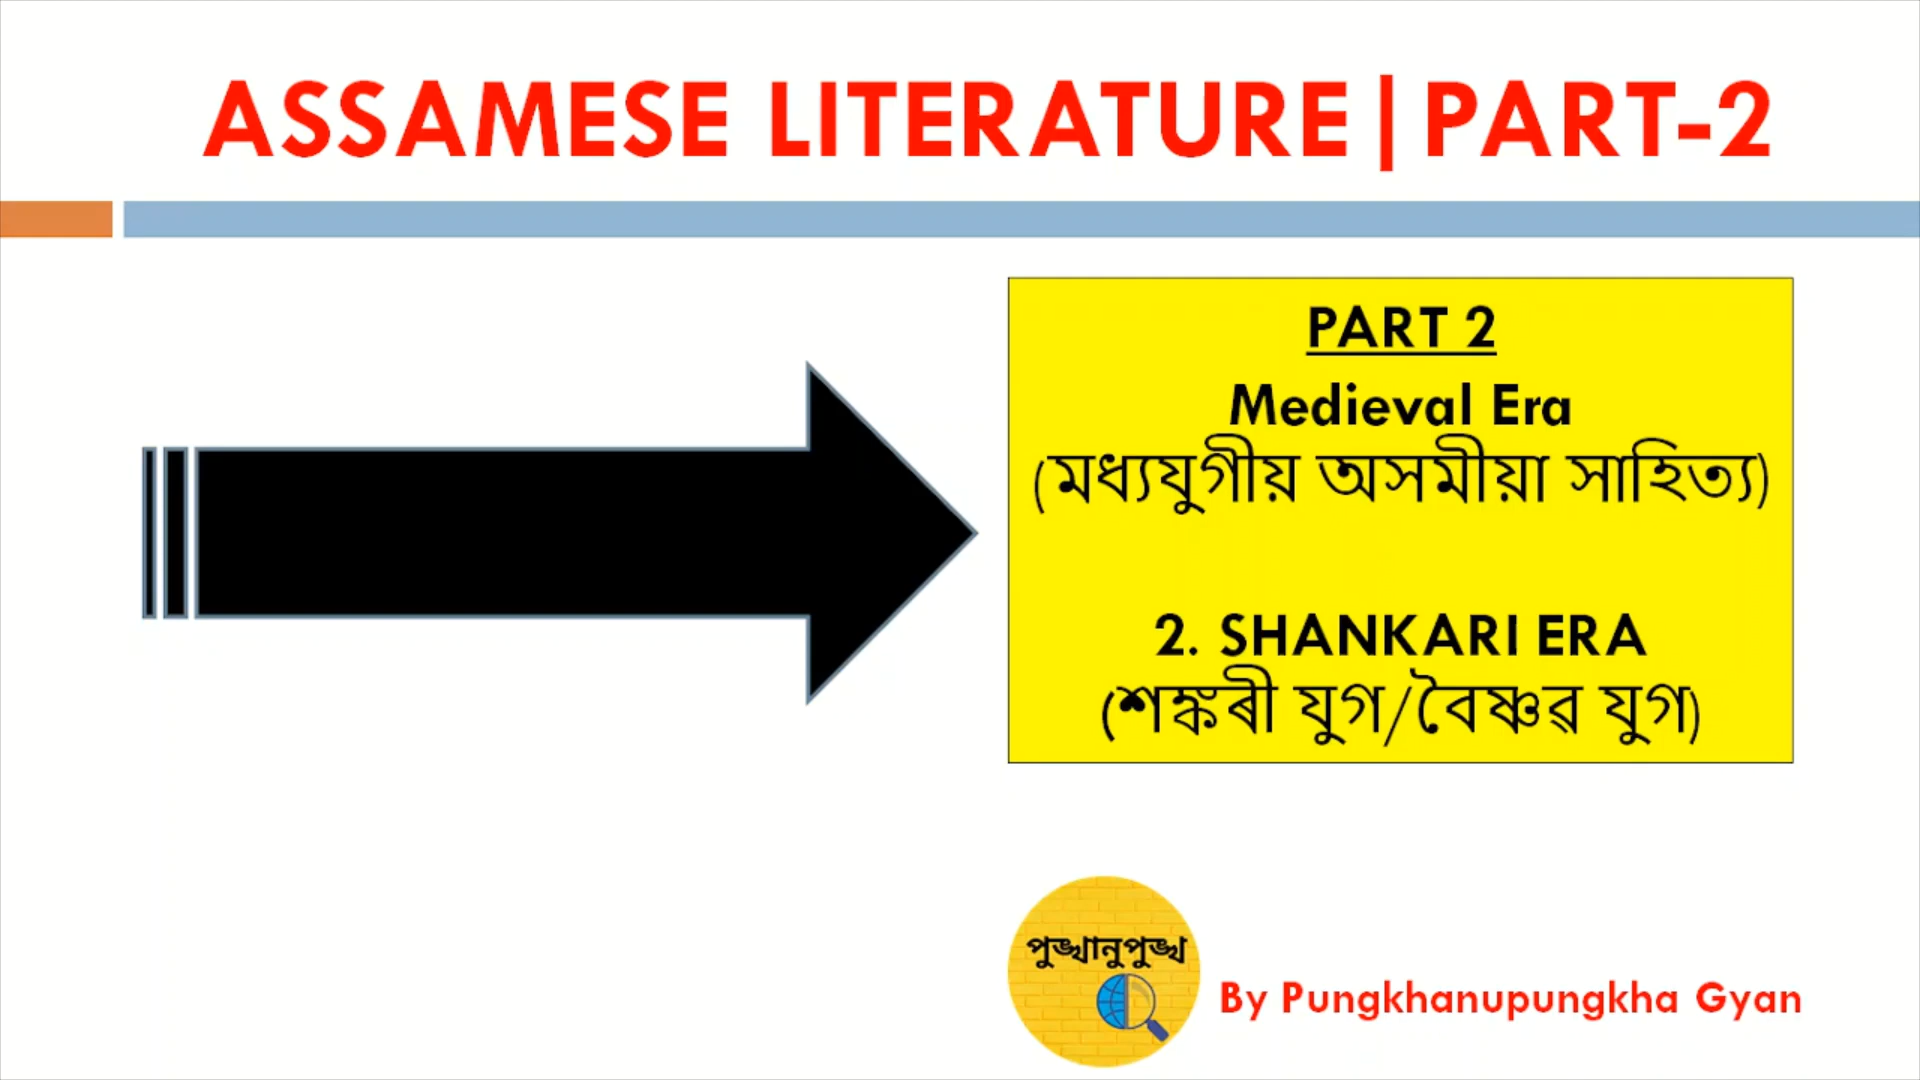 ASSAMESE LITERATURE|PART-2
PART 2
Medieval Era
(মধ্যযুগীয় অসমীয়া সাহিত্য)
2. SHANKARI ERA
(শঙ্কৰী যুগ/বৈষ্ণৱ যুগ)
পুঙ্খানুপুঙ্খ
By Pungkhanupungkha Gyan